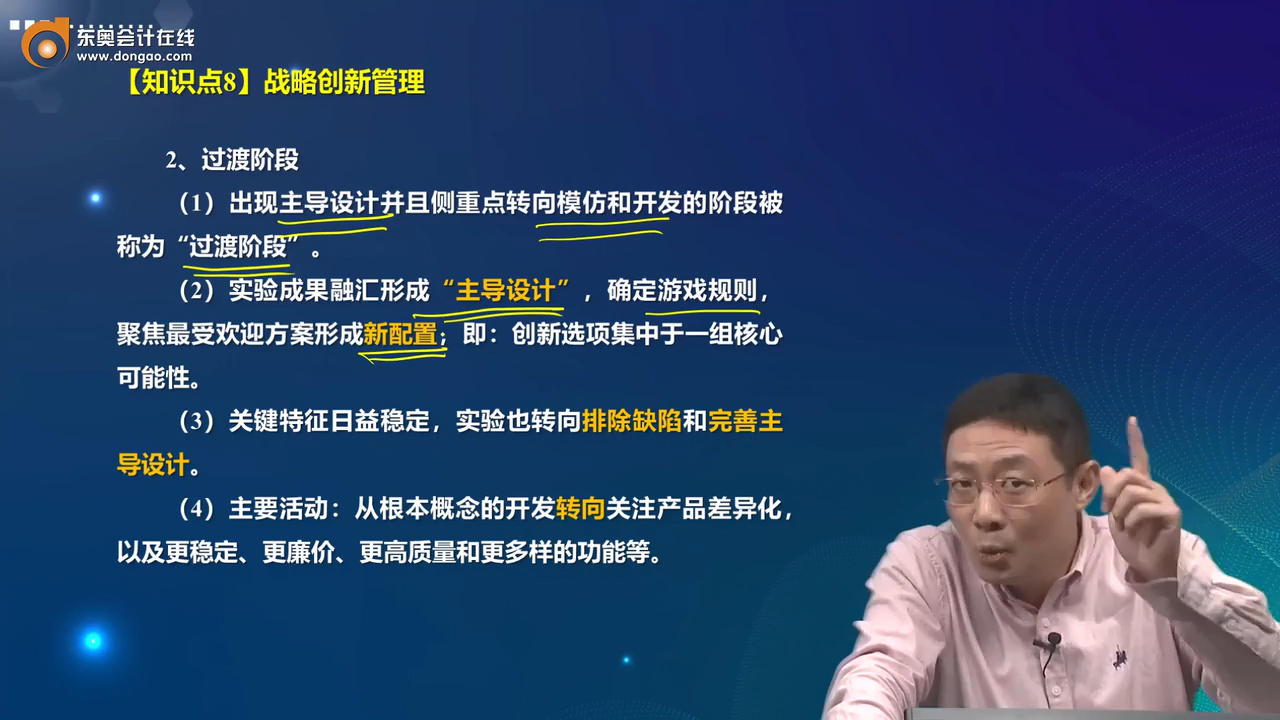 东奥会计在线
www.dongao.com
【知识点8】战略创新管理
2、过渡阶段
（1）出现主导设计并且侧重点转向模仿和开发的阶段被
称为“过渡阶段”。
（2）实验成果融汇形成“主导设计”，确定游戏规则，
聚焦最受欢迎方案形成新配置；即：创新选项集中于一组核心
可能性。
（3）关键特征日益稳定，实验也转向排除缺陷和完善主
导设计。
（4）主要活动：从根本概念的开发转向关注产品差异化，
以及更稳定、更廉价、更高质量和更多样的功能等。